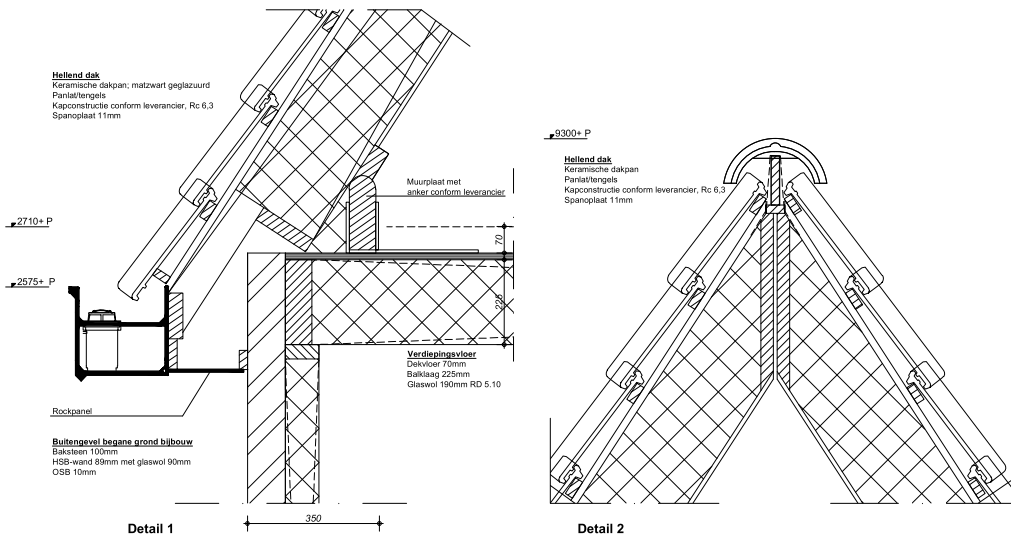 Hellend dak
Keramische dakpan; matzwart geglazuurd
Panlat/tengels
Kapconstructie conform leverancier, Rc 6,3
Spanoplaat 11mm
Muurplaat met
anker conform leverancier
2710+ P
70
2575+ P
225
Verdiepingsvloer
Dekvloer 70mm
Balklaag 225mm
Glaswol 190mm RD 5.10
Rockpanel
Buitengevel begane grond bijbouw
Baksteen 100mm
HSB-wand 89mm met glaswol 90mm
OSB 10mm
350
Detail 1
9300+ P
Hellend dak
Keramische dakpan
Panlat/tengels
Kapconstructie conform leverancier, Rc 6,3
Spanoplaat 11mm
Detail 2